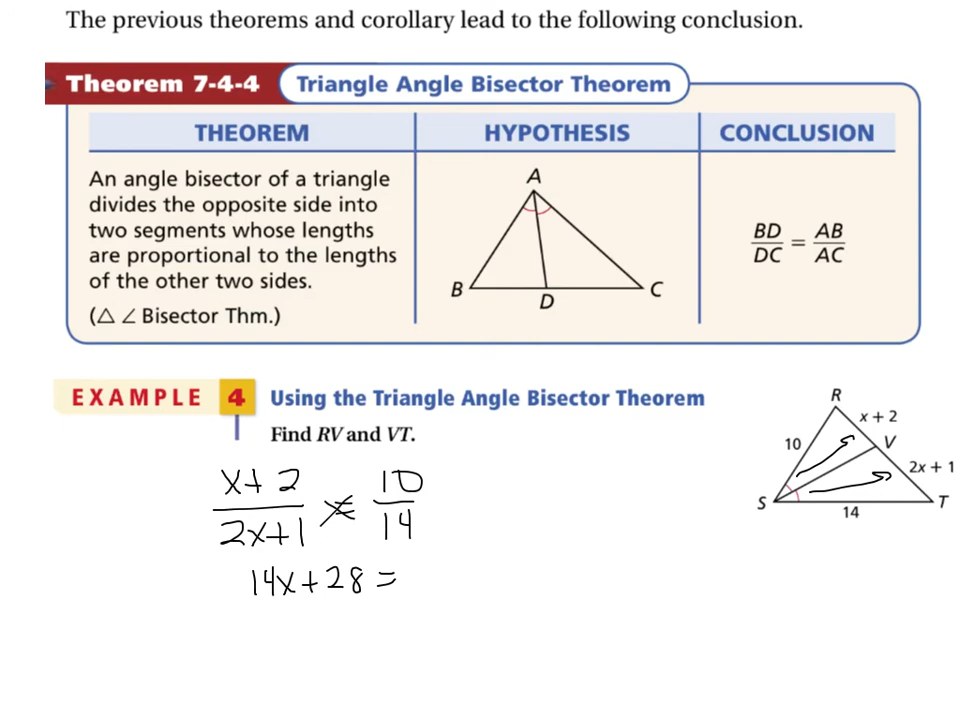 The previous theorems and corollary lead to the following conclusion.
Theorem 7-4-4 Triangle Angle Bisector Theorem
THEOREM HYPOTHESIS CONCLUSION
An angle bisector of a triangle
divides the opposite side into
two segments whose lengths
are proportional to the lengths
of the other two sides.
(△ ∠ Bisector Thm.)
A
B
D
C
BD/DC = AB/AC
EXAMPLE 4 Using the Triangle Angle Bisector Theorem
Find RV and VT.
R
x + 2
10
V
2x + 1
S
14
T
x+2/2x+1 = 10/14
14x+28=